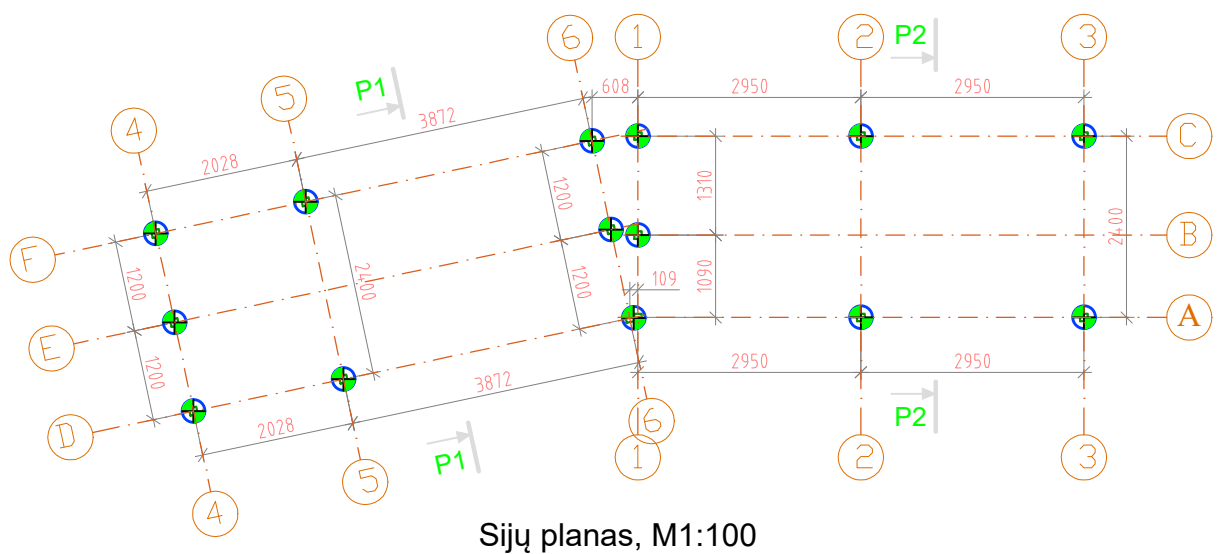 6 1 2 P2 3
5 P1 608 2950 2950
4 3872
2028
C
1200 1310
F 1200 2400 109 1090 2400 B
E 1200 1200 A
D 2028 3872 2950 2950
P1 P2
6
4 5 1 2 3
Sijų planas, M1:100